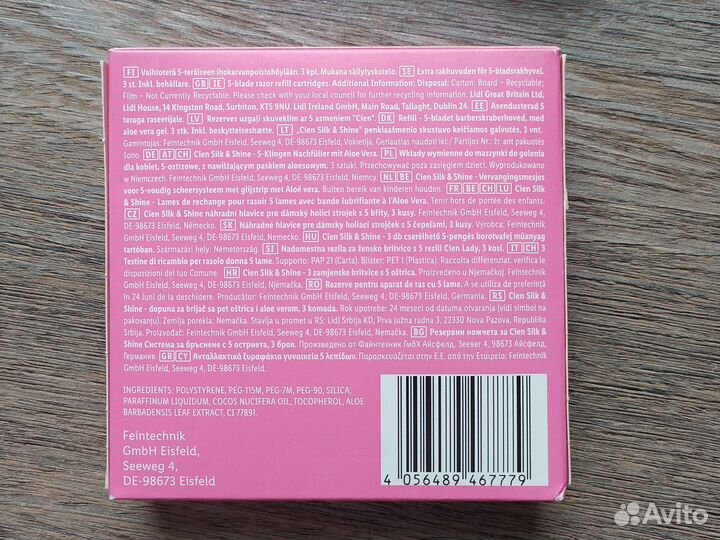 FI Vaihtoterä 5-teräiseen ihokarvanpoistohöylään. 3 kpl. Mukana säilytyskotelo. SE Extra rakhuvuden för 5-bladsrakhyvel.
3 st. Inkl. behållare. GB IE 5-blade razor refill cartridges. Additional Information: Disposal: Carton: Board – Recyclable;
Film – Not Currently Recyclable. Please check with your local council for further recycling information. Lidl Great Britain Ltd,
Lidl House, 14 Kingston Road, Surbiton, KT5 9NU. Lidl Ireland GmbH, Main Road, Tallaght, Dublin 24. EE Asendusterad 5
teraga raseerijale. LV Rezerves uzgaļi skuveklim ar 5 asmeņiem "Cien". DK Refill - 5-bladet barberskraberhoved, med
aloe vera gel. 3 stk. Inkl. beskyttelseshætte. LT „Cien Silk & Shine" penkiaašmenio skustuvo keičiamos galvutės, 3 vnt.
Gamintojas: Feintechnik GmbH Eisfeld, Seeweg 4, DE-98673 Eisfeld, Vokietija. Geriausias naudoti iki:/ Partijos Nr.: žr. ant pakuotės
šono. DE AT CH Cien Silk & Shine - 5-Klingen Nachfüller mit Aloe Vera. PL Wkłady wymienne do maszynki do golenia
dla kobiet, 5-ostrzowe, z nawilżającym paskiem aloesowym. 3 sztuki. Przechowywać poza zasięgiem dzieci. Wyprodukowano
w Niemczech. Feintechnik GmbH Eisfeld, Seeweg 4, DE-98673 Eisfeld, Niemcy. NL BE Cien Silk & Shine - Vervangingsmesjes
voor 5-voudig scheersysteem met glijstrip met Aloë vera. Buiten bereik van kinderen houden. FR BE CH LU Cien Silk
& Shine - Lames de rechange pour rasoir 5 lames avec bande lubrifiante à l'Aloe Vera. Tenir hors de portée des enfants.
CZ Cien Silk & Shine náhradní hlavice pro dámský holicí strojek s 5 břity, 3 kusy. Výrobce: Feintechnik GmbH Eisfeld, Seeweg 4,
DE-98673 Eisfeld, Německo. SK Náhradné hlavice pre dámsky holiaci strojček s 5 čepeľami, 3 kusy. Výrobca: Feintechnik
GmbH Eisfeld, Seeweg 4, DE-98673 Eisfeld, Nemecko. HU Cien Silk & Shine - 3 db cserélhető 5-pengés borotvafej műanyag
tartóban. Származási hely: Németország. SI Nadomestna rezila za žensko britvico s 5 rezili Cien Lady, 3 kosi. IT CH 3
Testine di ricambio per rasoio donna 5 lame. Supporto: PAP 21 (Carta). Blister: PET 1 (Plastica). Raccolta differenziata, verifica le
disposizioni del tuo Comune. HR Cien Silk & Shine - 3 zamjenske britvice s 5 oštrica. Proizvedeno u Njemačkoj: Feintechnik
GmbH Eisfeld, Seeweg 4, DE-98673 Eisfeld, Njemačka. RO Rezerve pentru aparat de ras cu 5 lame. A se utiliza de preferință
în 24 luni de la deschidere. Producător: Feintechnik GmbH Eisfeld, Seeweg 4, DE-98673 Eisfeld, Germania. RS Cien Silk &
Shine - dopuna za brijač sa pet oštrica i aloe verom, 3 komada. Rok upotrebe: 24 meseci od datuma otvaranja (vidi simbol na
pakovanju). Zemlja porekla: Nemačka. Stavlja u promet u RS: Lidl Srbija KD, Prva južna radna 3, 22330 Nova Pazova, Republika
Srbija. Proizvođač: Feintechnik GmbH Eisfeld, Seeweg 4, DE-98673 Eisfeld, Nemačka. BG Резервни ножчета за Cien Silk &
Shine Система за бръснене с 5 остриета, 3 броя. Произведено от Файнтехник ГмбХ Айсфелд, Зеевег 4, 98673 Айсфелд,
Германия. GR CY Ανταλλακτικά ξυραφάκια γυναικεία 5 λεπίδων. Παρασκευάζεται στην Ε.Ε. από την Εταιρεία: Feintechnik
GmbH Eisfeld, Seeweg 4, DE-98673 Eisfeld.
INGREDIENTS: POLYSTYRENE, PEG-115M, PEG-7M, PEG-90, SILICA,
PARAFFINUM LIQUIDUM, COCOS NUCIFERA OIL, TOCOPHEROL, ALOE
BARBADENSIS LEAF EXTRACT, CI 77891.
Feintechnik
GmbH Eisfeld,
Seeweg 4,
DE-98673 Eisfeld
4 056489 467779
Avito